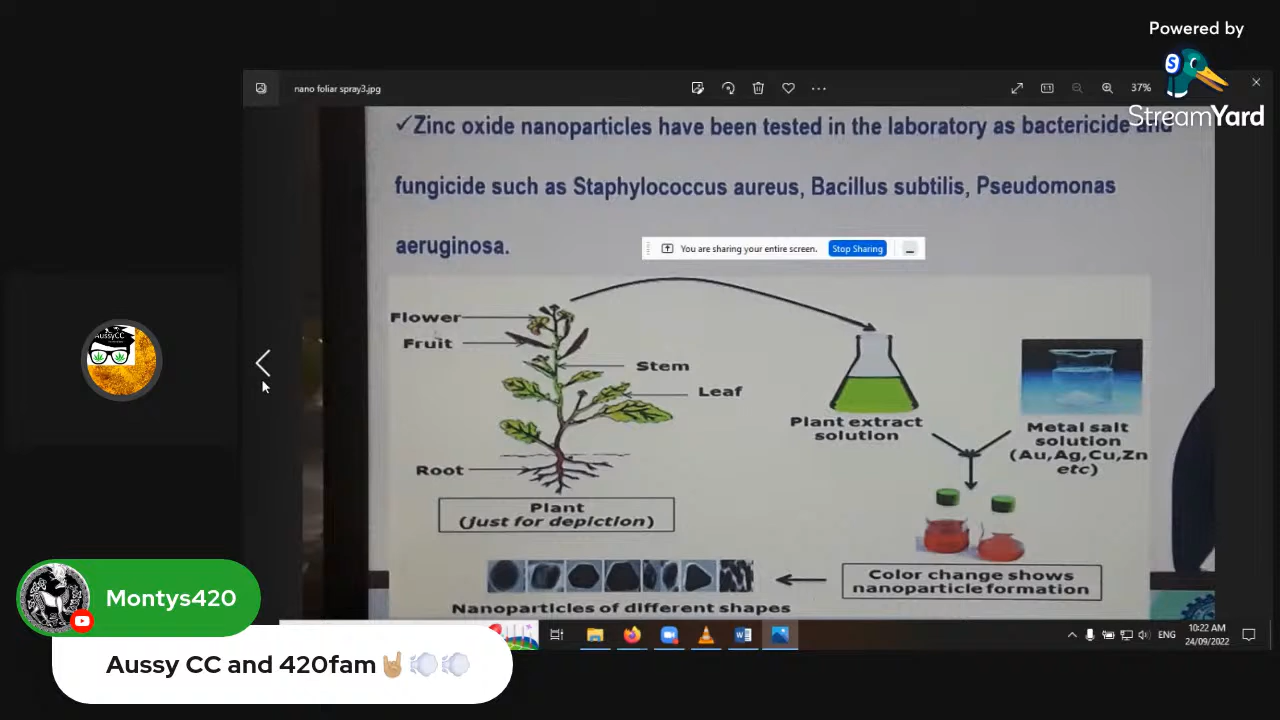 Powered by
StreamYard
nano foliar spray3.jpg
37%
✓Zinc oxide nanoparticles have been tested in the laboratory as bactericide and
fungicide such as Staphylococcus aureus, Bacillus subtilis, Pseudomonas
aeruginosa.
You are sharing your entire screen.
Stop Sharing
Flower
Fruit
Stem
Leaf
Root
Plant
(just for depiction)
Plant extract
solution
Metal salt
solution
(Au,Ag,Cu,Zn
etc)
Color change shows
nanoparticle formation
Nanoparticles of different shapes
AussyCC
ENG
10:22 AM
24/09/2022
Montys420
Aussy CC and 420fam🤘🏼💨💨